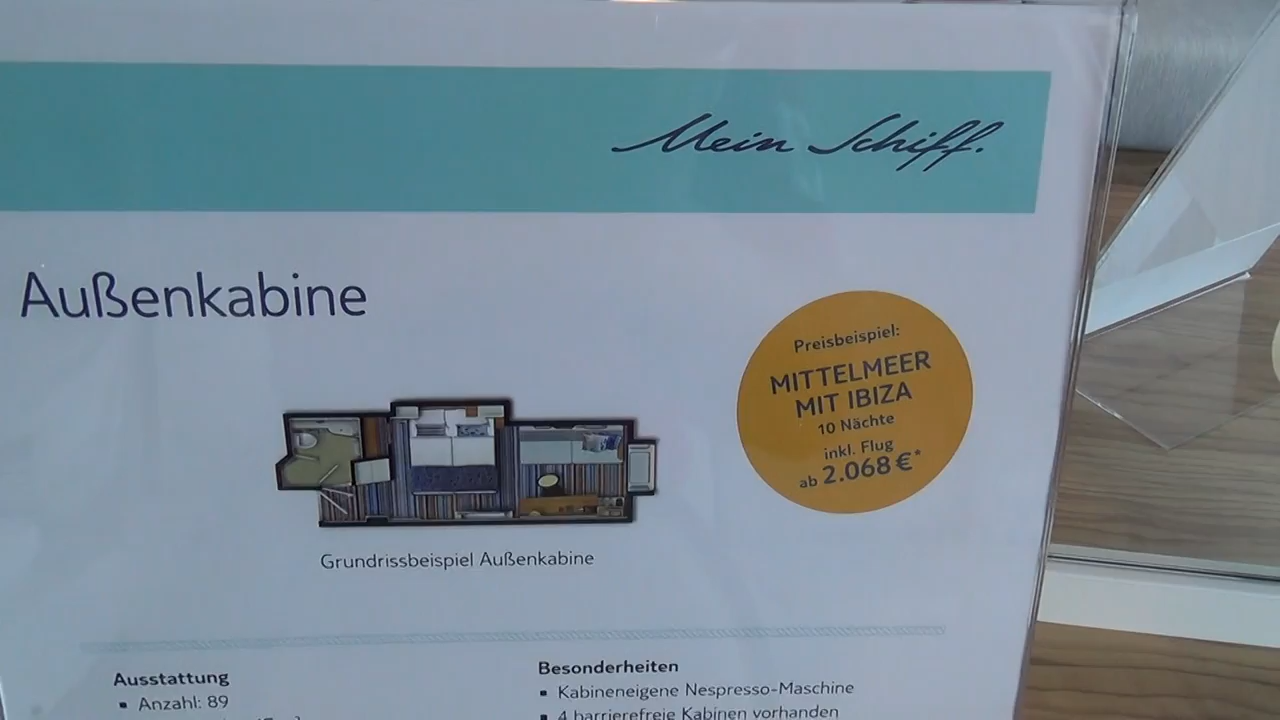 Mein Schiff.
Außenkabine
Preisbeispiel:
MITTELMEER
MIT IBIZA
10 Nächte
inkl. Flug
ab 2.068 €*
Grundrissbeispiel Außenkabine
Ausstattung
▪ Anzahl: 89
Besonderheiten
▪ Kabineneigene Nespresso-Maschine
▪ 4 barrierefreie Kabinen vorhanden